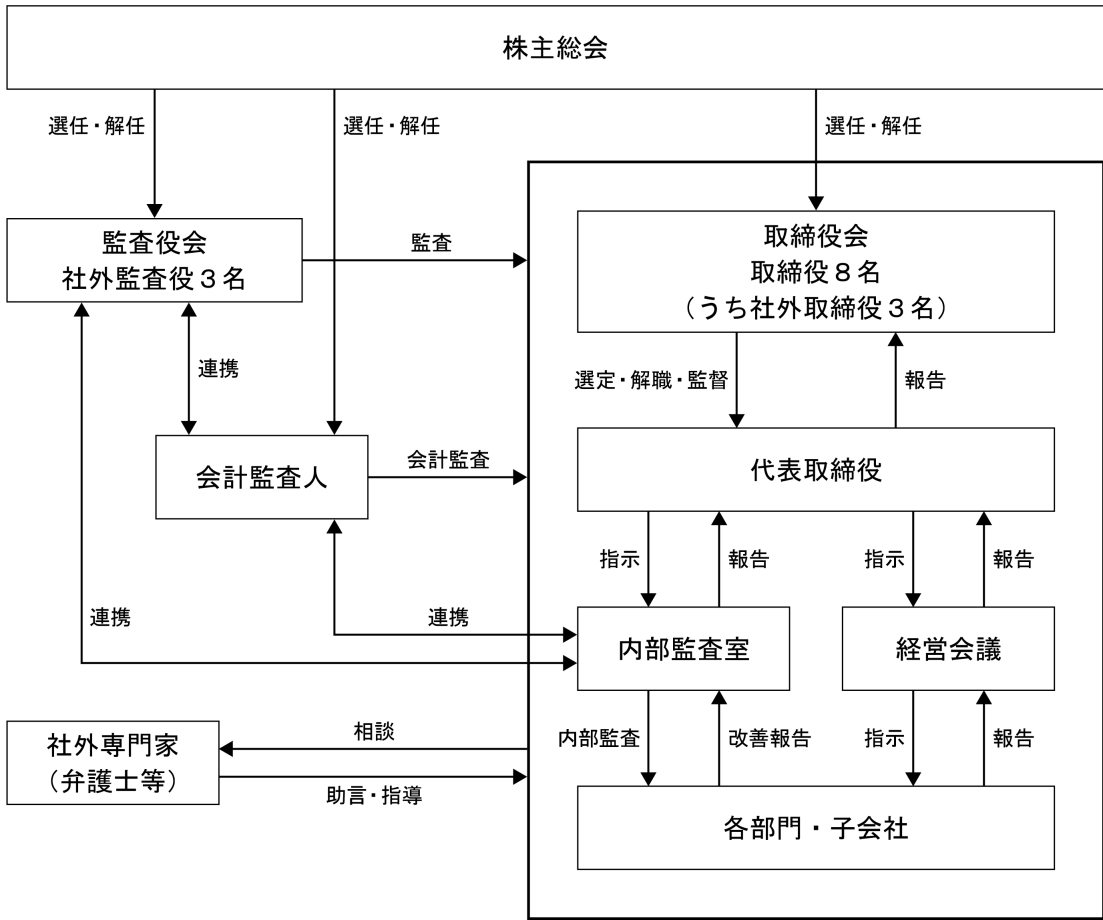 株主総会
選任・解任
選任・解任
選任・解任
監査役会
社外監査役３名
監査
取締役会
取締役８名
（うち社外取締役３名）
連携
選定・解職・監督
報告
会計監査人
会計監査
代表取締役
指示
報告
指示
報告
連携
連携
内部監査室
経営会議
社外専門家
（弁護士等）
相談
助言・指導
内部監査
改善報告
指示
報告
各部門・子会社